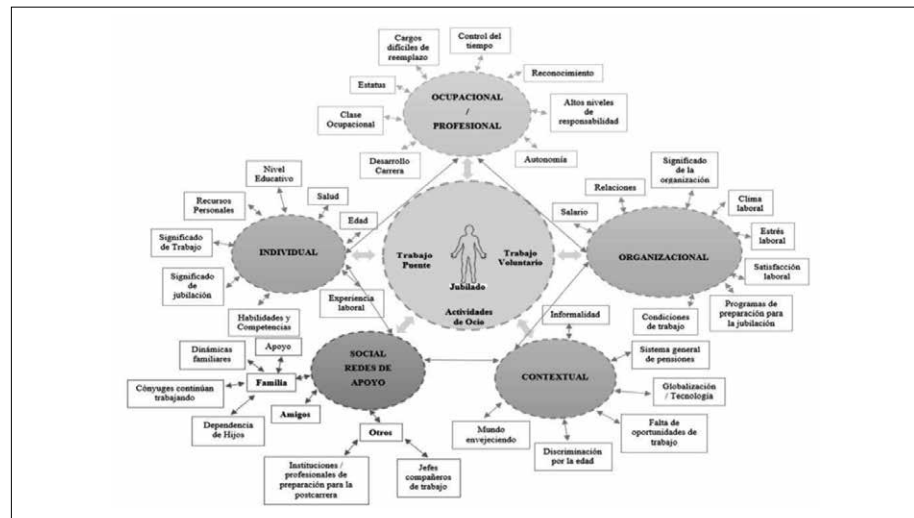 Cargos
difíciles de
reemplazo
Control del
tiempo
Reconocimiento
Estatus
OCUPACIONAL
/
PROFESIONAL
Altos niveles
de
responsabilidad
Clase
Ocupacional
Desarrollo
Carrera
Autonomía
Nivel
Educativo
Salud
Recursos
Personales
Edad
Significado
de Trabajo
INDIVIDUAL
Significado
de
jubilación
Experiencia
laboral
Habilidades y
Competencias
Trabajo
Puente
Trabajo
Voluntario
Jubilado
Actividades
de Ocio
Significado
de la
organización
Relaciones
Clima
laboral
Salario
Estrés
laboral
ORGANIZACIONAL
Satisfacción
laboral
Condiciones
de trabajo
Programas de
preparación para
la jubilación
Informalidad
Sistema general
de pensiones
CONTEXTUAL
Globalización
/ Tecnología
Falta de
oportunidades de
trabajo
Mundo
envejeciendo
Discriminación
por la edad
SOCIAL
REDES DE
APOYO
Apoyo
Dinámicas
familiares
Familia
Cónyuges continúan
trabajando
Dependencia
de Hijos
Amigos
Otros
Instituciones /
profesionales de
preparación para la
postcarrera
Jefes
compañeros
de trabajo